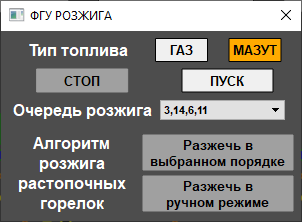 ФГУ РОЗЖИГА
Тип топлива ГАЗ МАЗУТ
СТОП ПУСК
Очередь розжига 3,14,6,11
Алгоритм
розжига
растопочных
горелок
Разжечь в
выбранном порядке
Разжечь в
ручном режиме